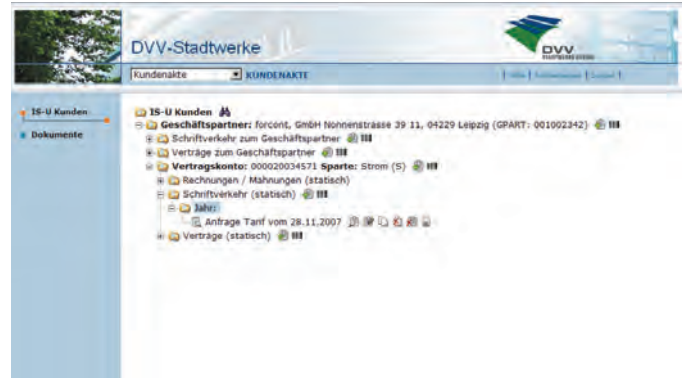 DVV-Stadtwerke
DVV
Kundenakte
KUNDENAKTE
IS-U Kunden
Dokumente
IS-U Kunden
Geschäftspartner: forcont, GmbH Nonnenstrasse 39 11, 04229 Leipzig (GPART: 001002342)
Schriftverkehr zum Geschäftspartner
Verträge zum Geschäftspartner
Vertragskonto: 000020034571 Sparte: Strom (S)
Rechnungen / Mahnungen (statisch)
Schriftverkehr (statisch)
Jahr:
Anfrage Tarif vom 28.11.2007
Verträge (statisch)